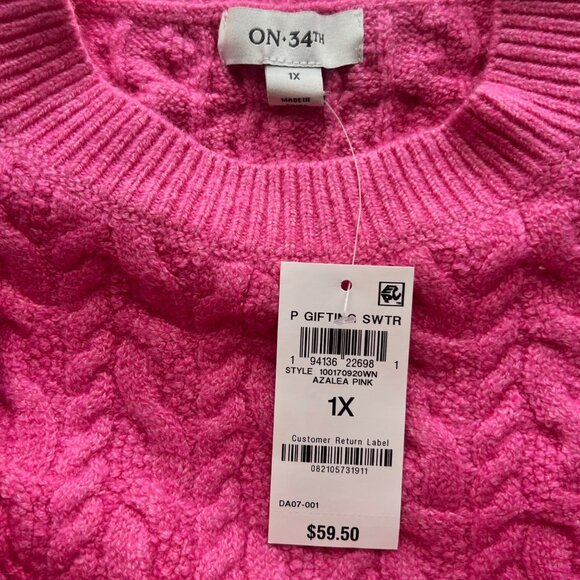 ON·34TH
1X
MADE IN
P GIFTING SWTR
1 94136 22698 1
STYLE 100170920WN
AZALEA PINK
1X
Customer Return Label
082105731911
DA07-001
$59.50